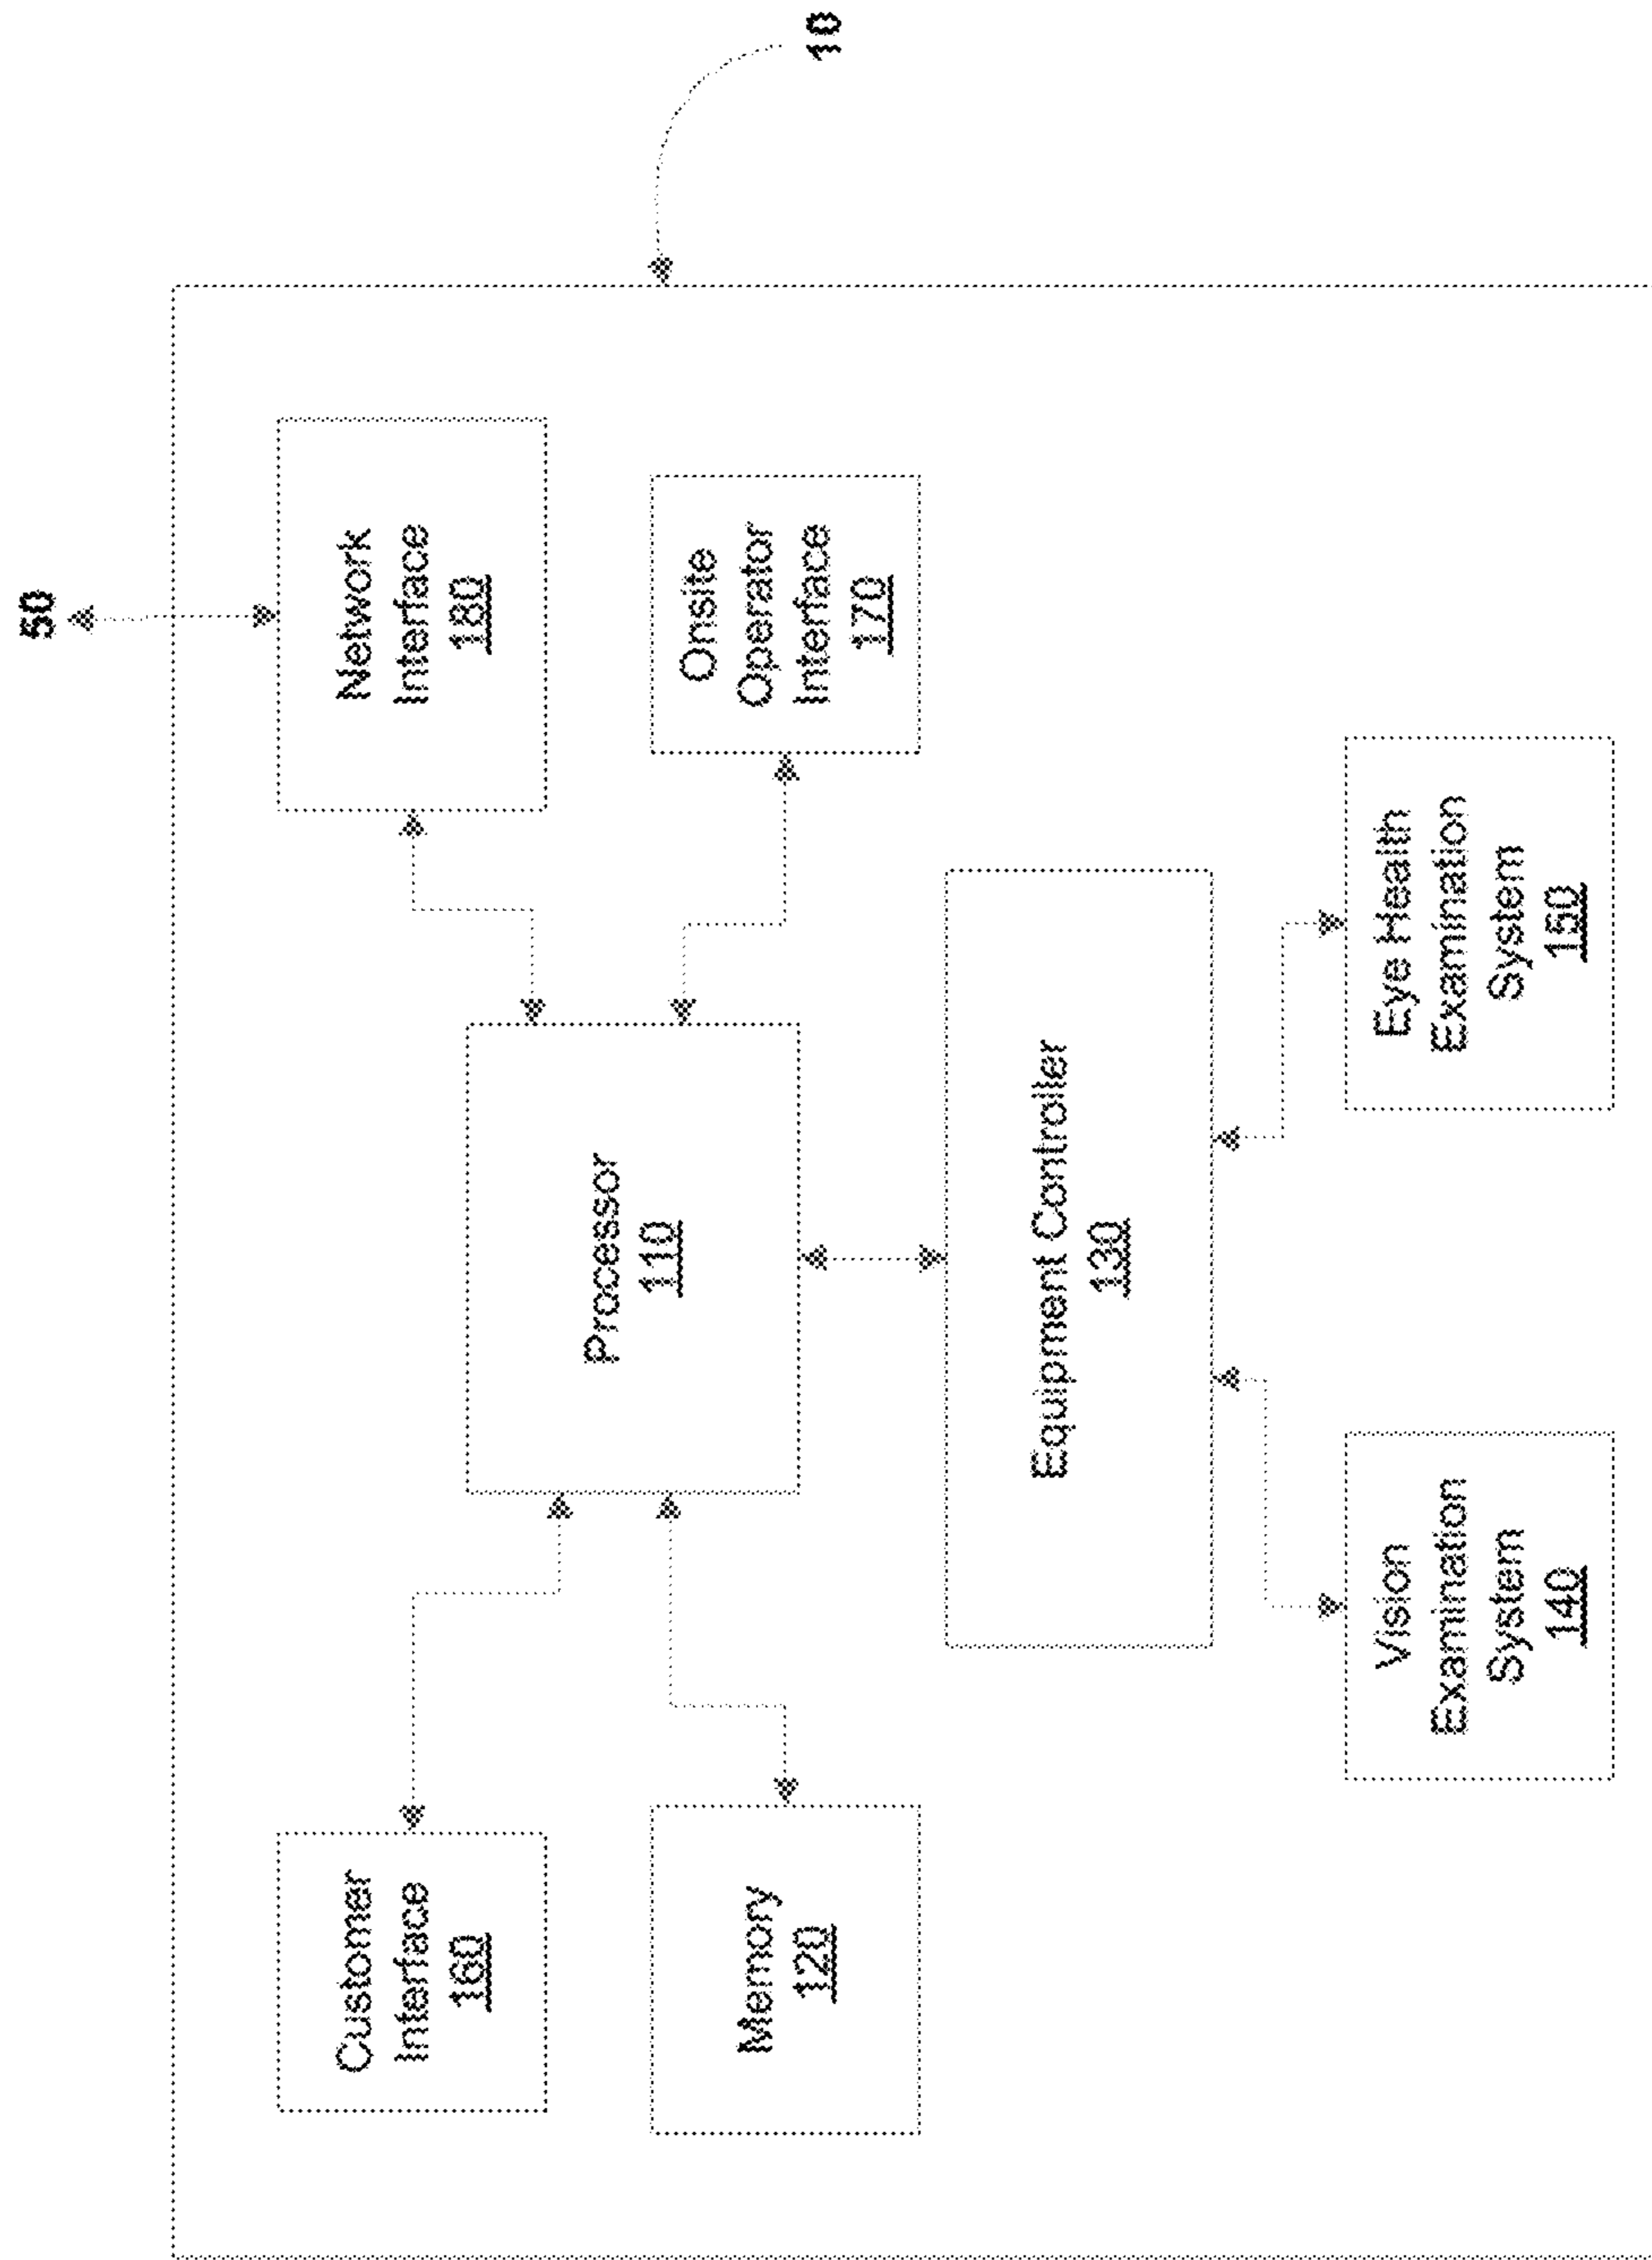 50
10
Customer
Interface
160
Network
Interface
180
Processor
110
Memory
120
Onsite
Operator
Interface
170
Equipment Controller
130
Vision
Examination
System
140
Eye Health
Examination
System
150